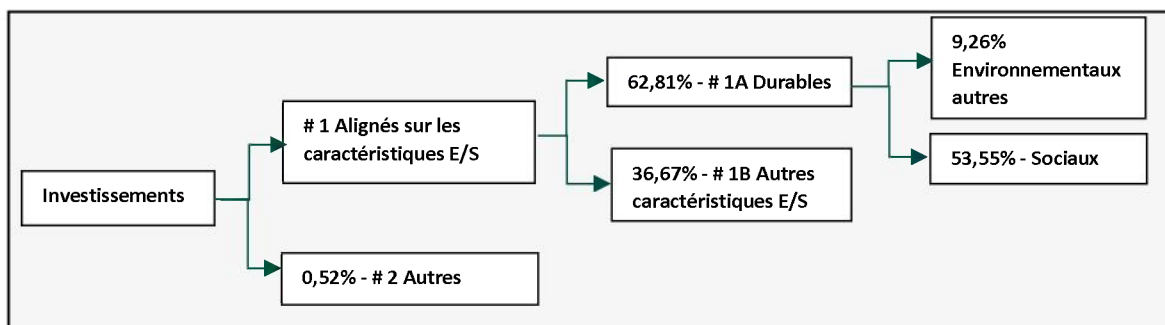 Investissements
# 1 Alignés sur les
caractéristiques E/S
0,52% - # 2 Autres
62,81% - # 1A Durables
36,67% - # 1B Autres
caractéristiques E/S
9,26%
Environnementaux
autres
53,55% - Sociaux